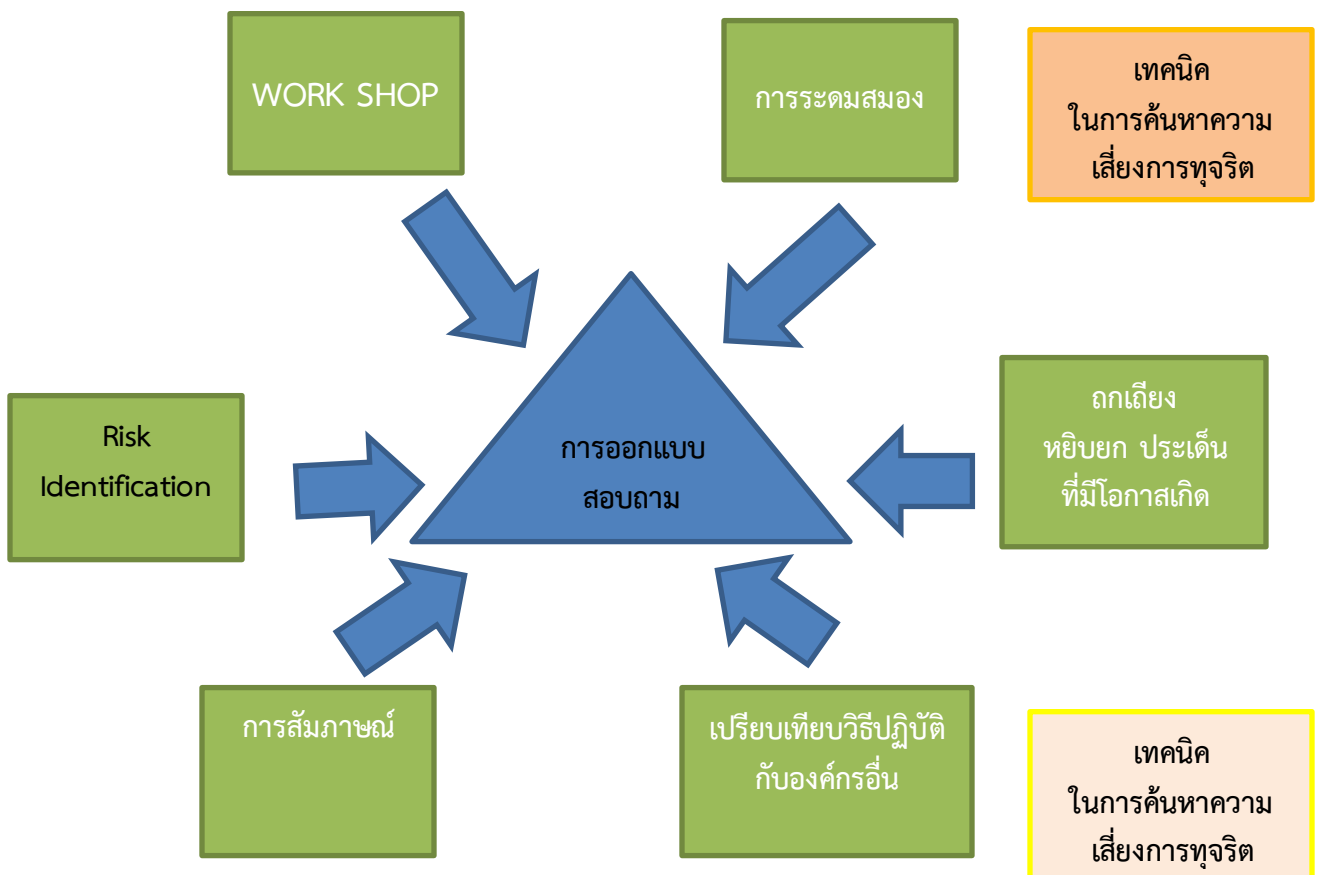 WORK SHOP
การระดมสมอง
เทคนิค
ในการค้นหาความ
เสี่ยงการทุจริต
Risk
Identification
การออกแบบ
สอบถาม
ถกเถียง
หยิบยก ประเด็น
ที่มีโอกาสเกิด
การสัมภาษณ์
เปรียบเทียบวิธีปฏิบัติ
กับองค์กรอื่น
เทคนิค
ในการค้นหาความ
เสี่ยงการทุจริต